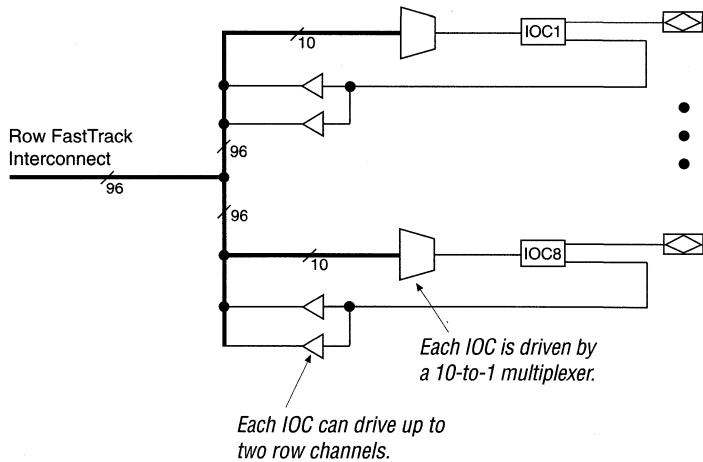 10
IOC1
Row FastTrack
Interconnect
96
96
96
10
IOC8
Each IOC is driven by
a 10-to-1 multiplexer.
Each IOC can drive up to
two row channels.